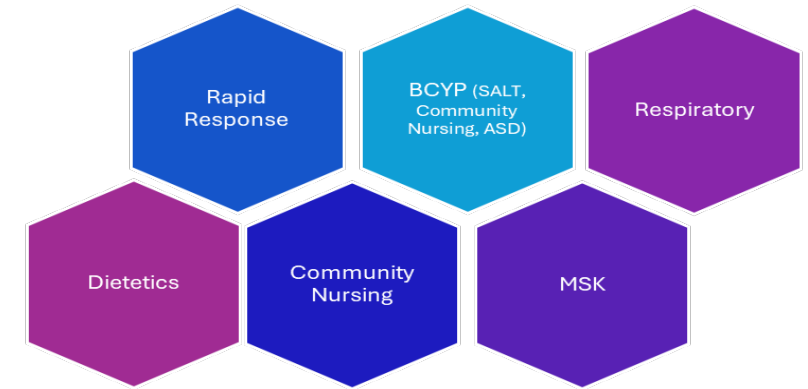 Rapid
Response
BCYP (SALT,
Community
Nursing, ASD)
Respiratory
Dietetics
Community
Nursing
MSK